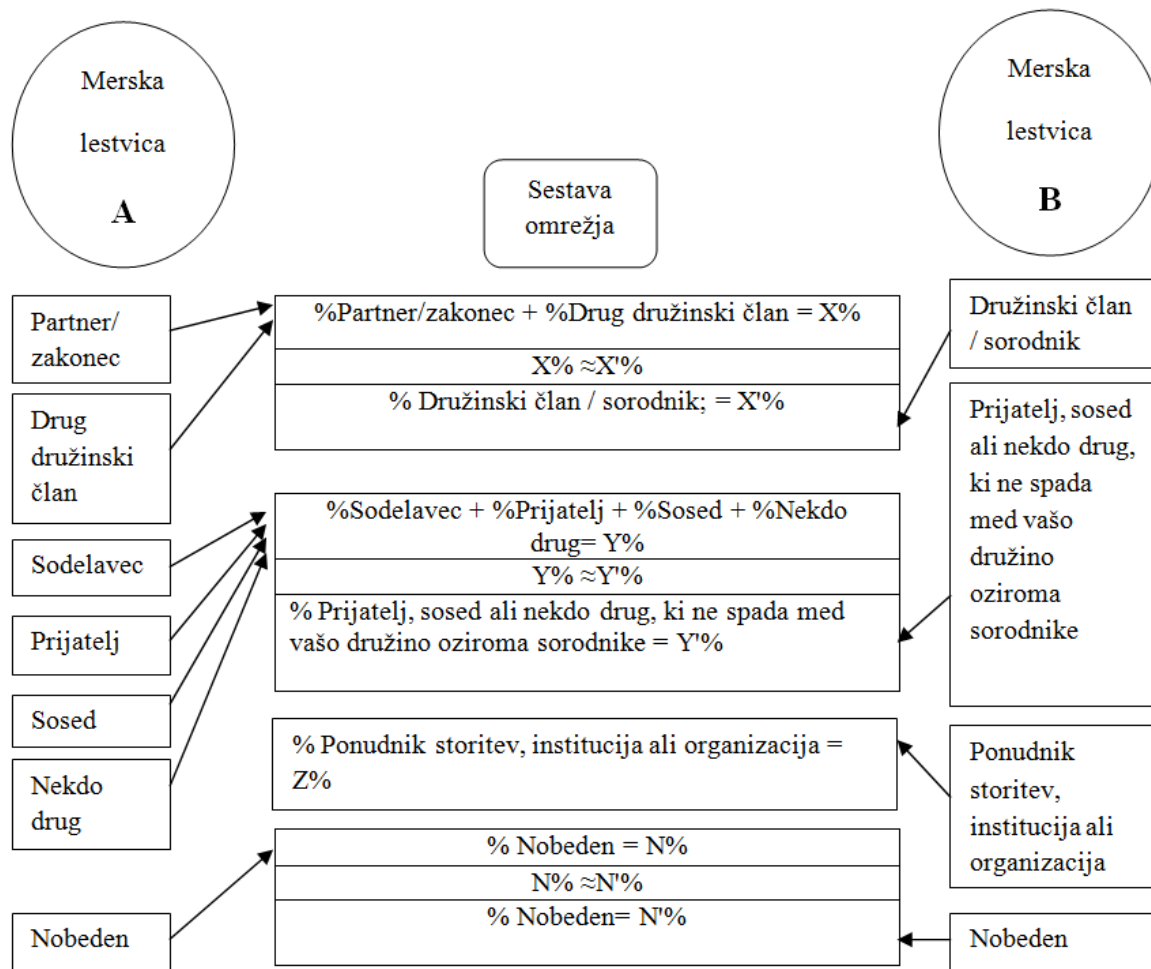 Merska
lestvica
A
Sestava
omrežja
Merska
lestvica
B
Partner/
zakonec
Drug
družinski
član
Sodelavec
Prijatelj
Sosed
Nekdo
drug
Nobeden
%Partner/zakonec + %Drug družinski član = X%
X% ≈X'%
% Družinski član / sorodnik; = X'%
%Sodelavec + %Prijatelj + %Sosed + %Nekdo
drug= Y%
Y% ≈Y'%
% Prijatelj, sosed ali nekdo drug, ki ne spada med
vašo družino oziroma sorodnike = Y'%
% Ponudnik storitev, institucija ali organizacija =
Z%
% Nobeden = N%
N% ≈N'%
% Nobeden= N'%
Družinski član
/ sorodnik
Prijatelj, sosed
ali nekdo drug,
ki ne spada
med vašo
družino
oziroma
sorodnike
Ponudnik
storitev,
institucija ali
organizacija
Nobeden